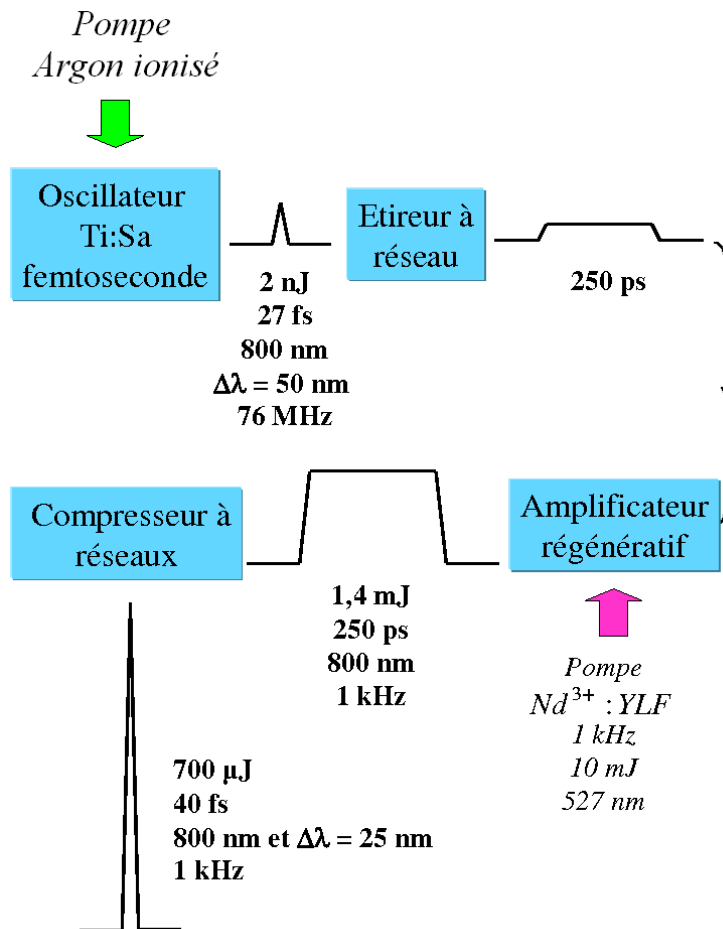 Pompe
Argon ionisé
Oscillateur
Ti:Sa
femtoseconde
2 nJ
27 fs
800 nm
Δλ = 50 nm
76 MHz
Etireur à
réseau
250 ps
Compresseur à
réseaux
1,4 mJ
250 ps
800 nm
1 kHz
Amplificateur
régénératif
Pompe
Nd³⁺ : YLF
1 kHz
10 mJ
527 nm
700 µJ
40 fs
800 nm et Δλ = 25 nm
1 kHz